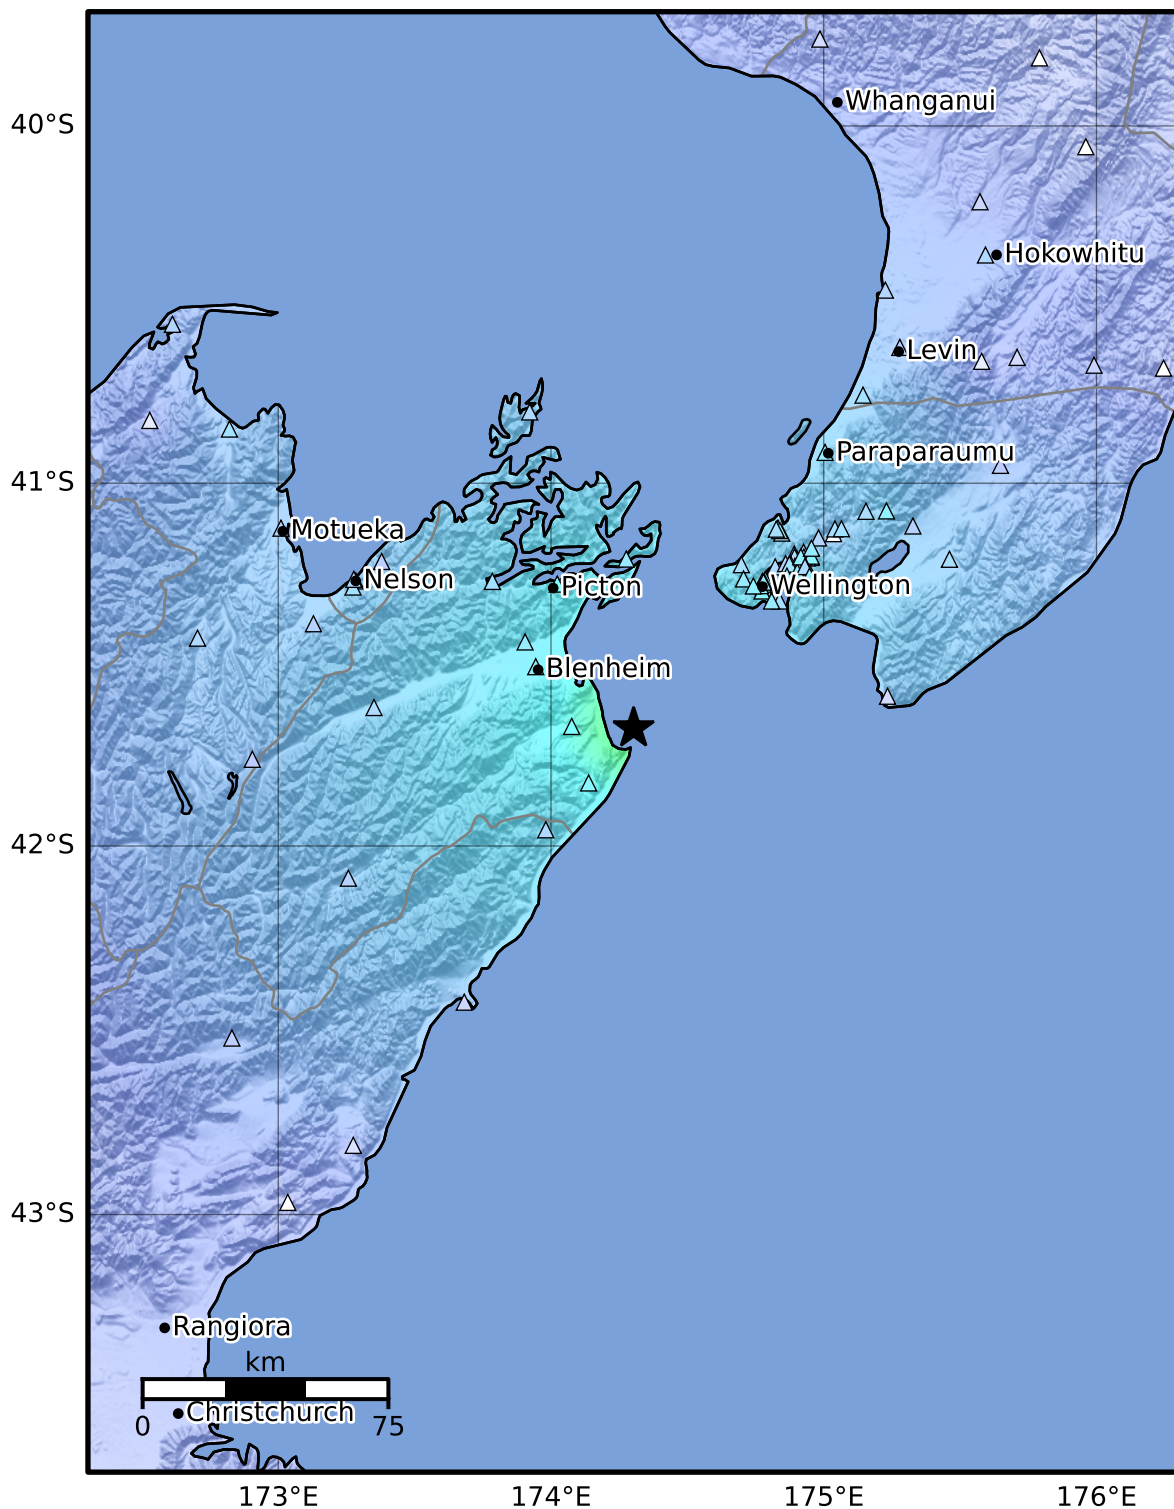 Whanganui
40°S
Hokowhitu
Levin
Paraparaumu
41°S
Motueka
Nelson
Picton
Wellington
Blenheim
42°S
43°S
Rangiora
km
Christchurch
0 75
173°E 174°E 175°E 176°E